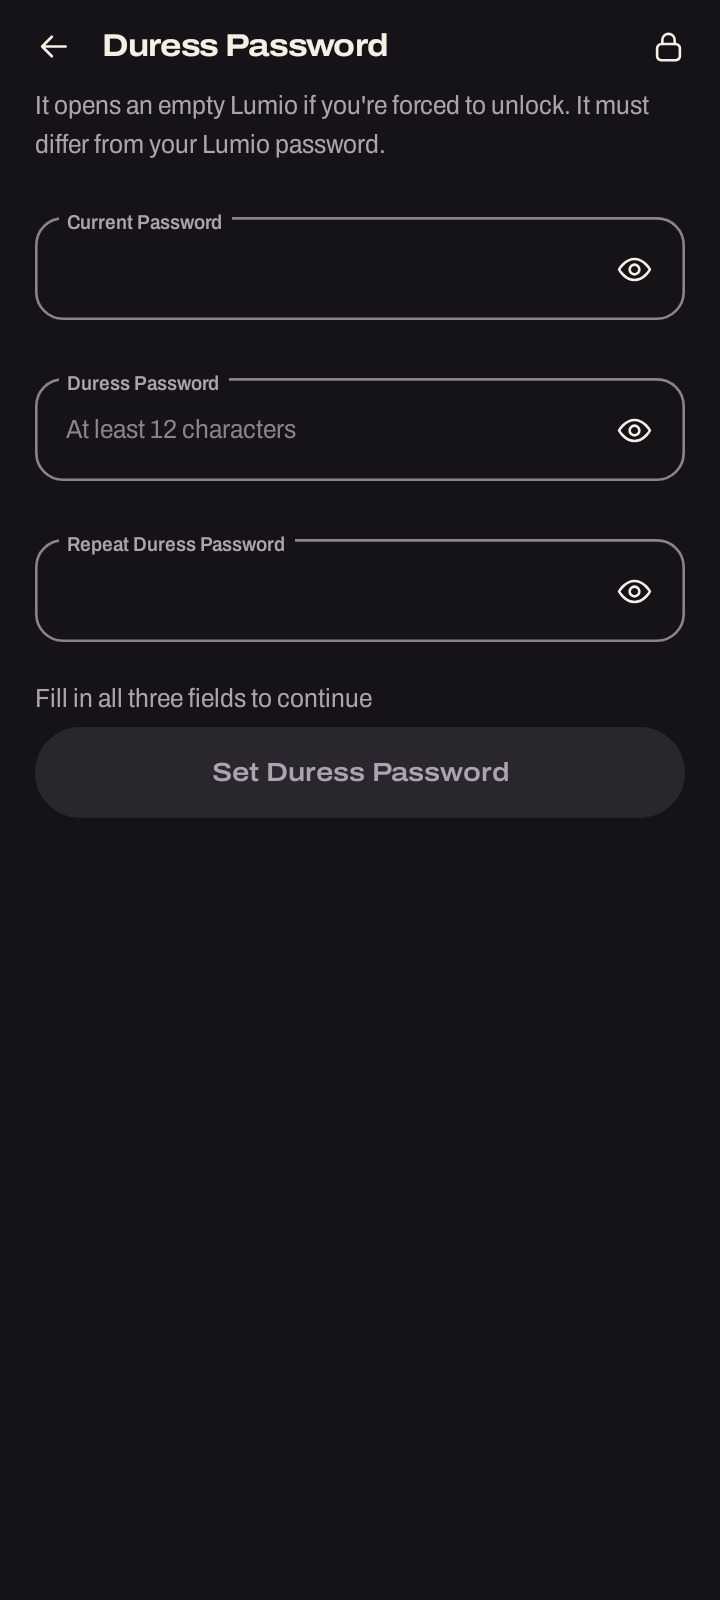 Duress Password
It opens an empty Lumio if you're forced to unlock. It must
differ from your Lumio password.
Current Password
Duress Password
At least 12 characters
Repeat Duress Password
Fill in all three fields to continue
Set Duress Password